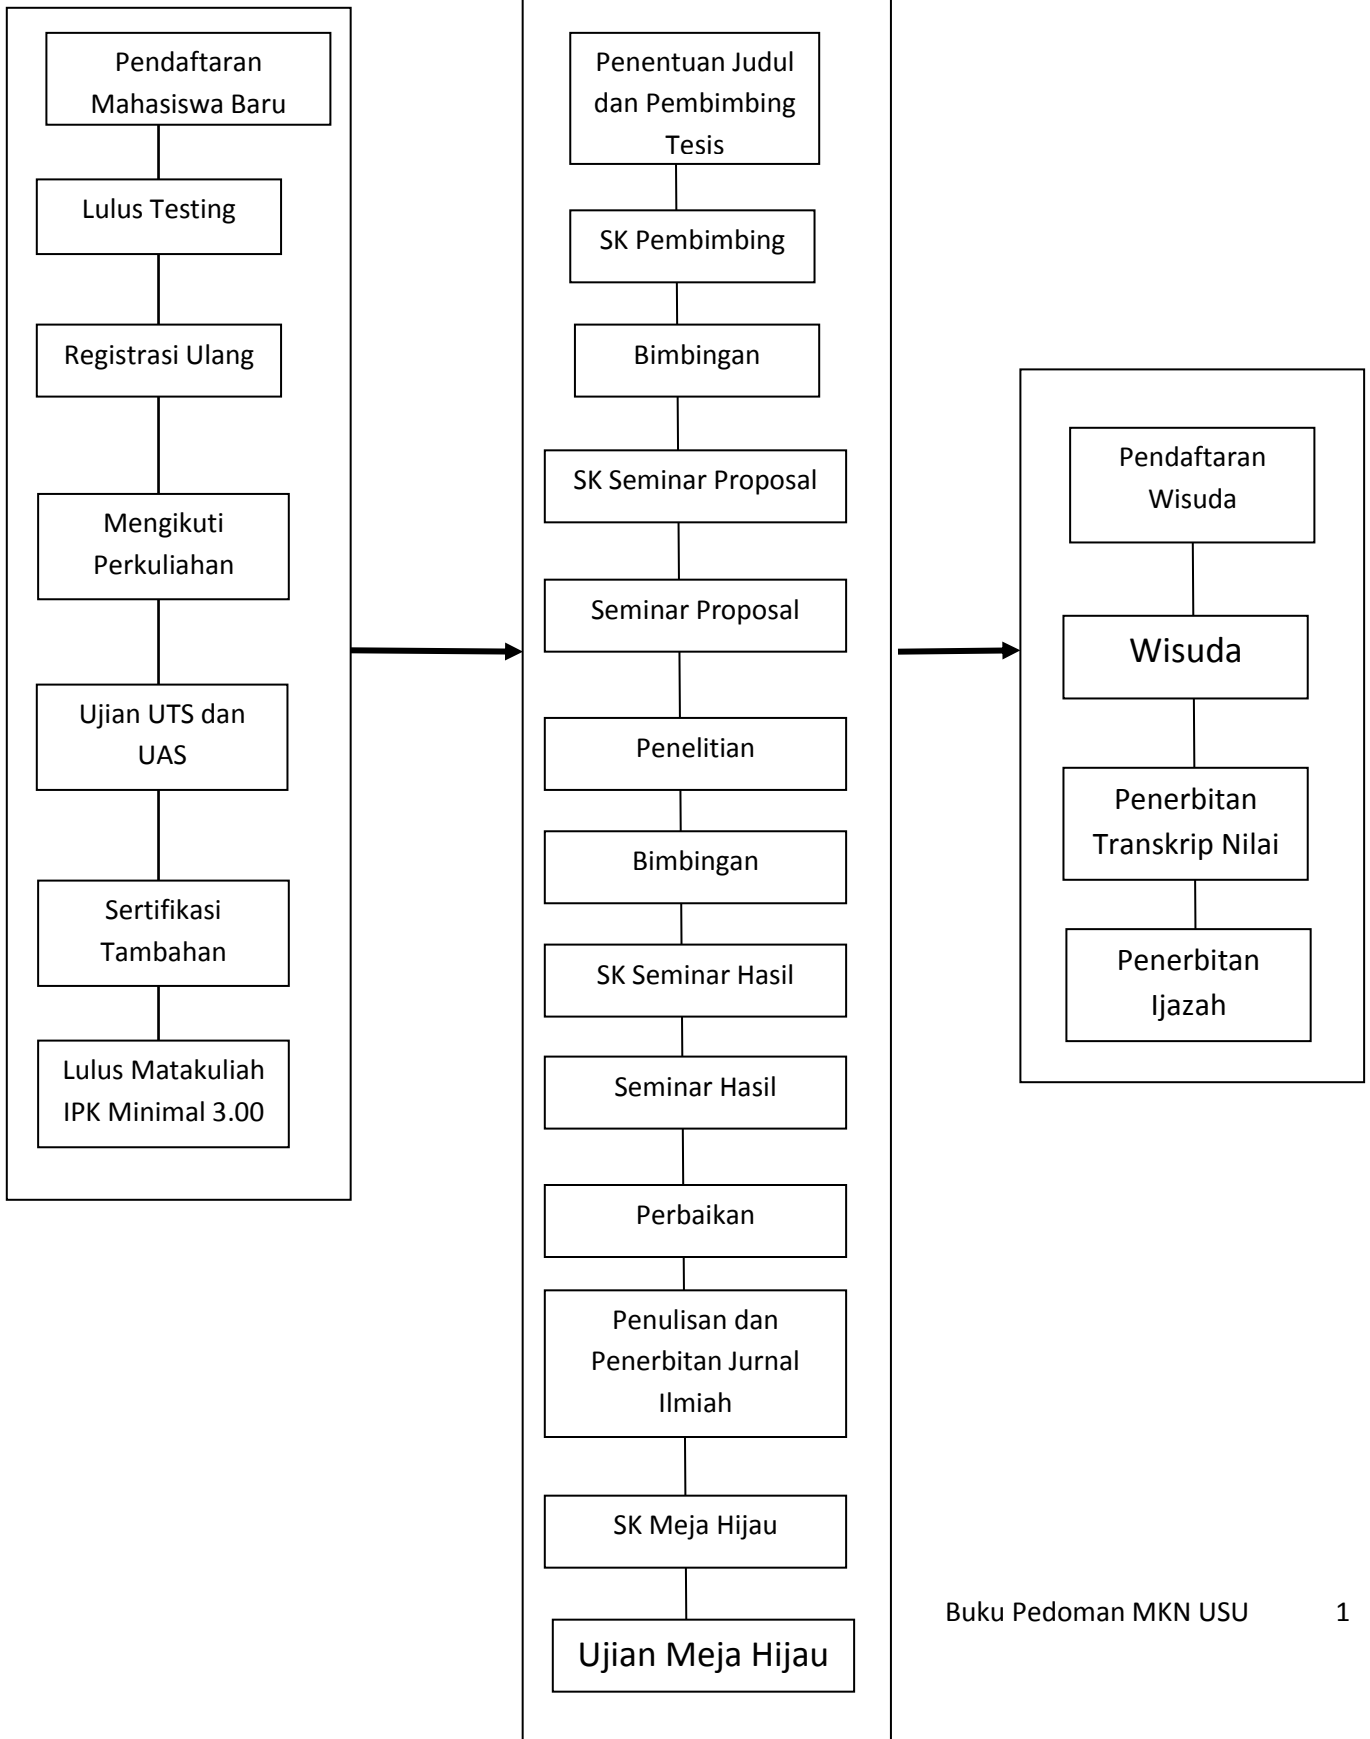 Pendaftaran
Mahasiswa Baru
Lulus Testing
Registrasi Ulang
Mengikuti
Perkuliahan
Ujian UTS dan
UAS
Sertifikasi
Tambahan
Lulus Matakuliah
IPK Minimal 3.00
Penentuan Judul
dan Pembimbing
Tesis
SK Pembimbing
Bimbingan
SK Seminar Proposal
Seminar Proposal
Penelitian
Bimbingan
SK Seminar Hasil
Seminar Hasil
Perbaikan
Penulisan dan
Penerbitan Jurnal
Ilmiah
SK Meja Hijau
Ujian Meja Hijau
Pendaftaran
Wisuda
Wisuda
Penerbitan
Transkrip Nilai
Penerbitan
Ijazah
Buku Pedoman MKN USU 1